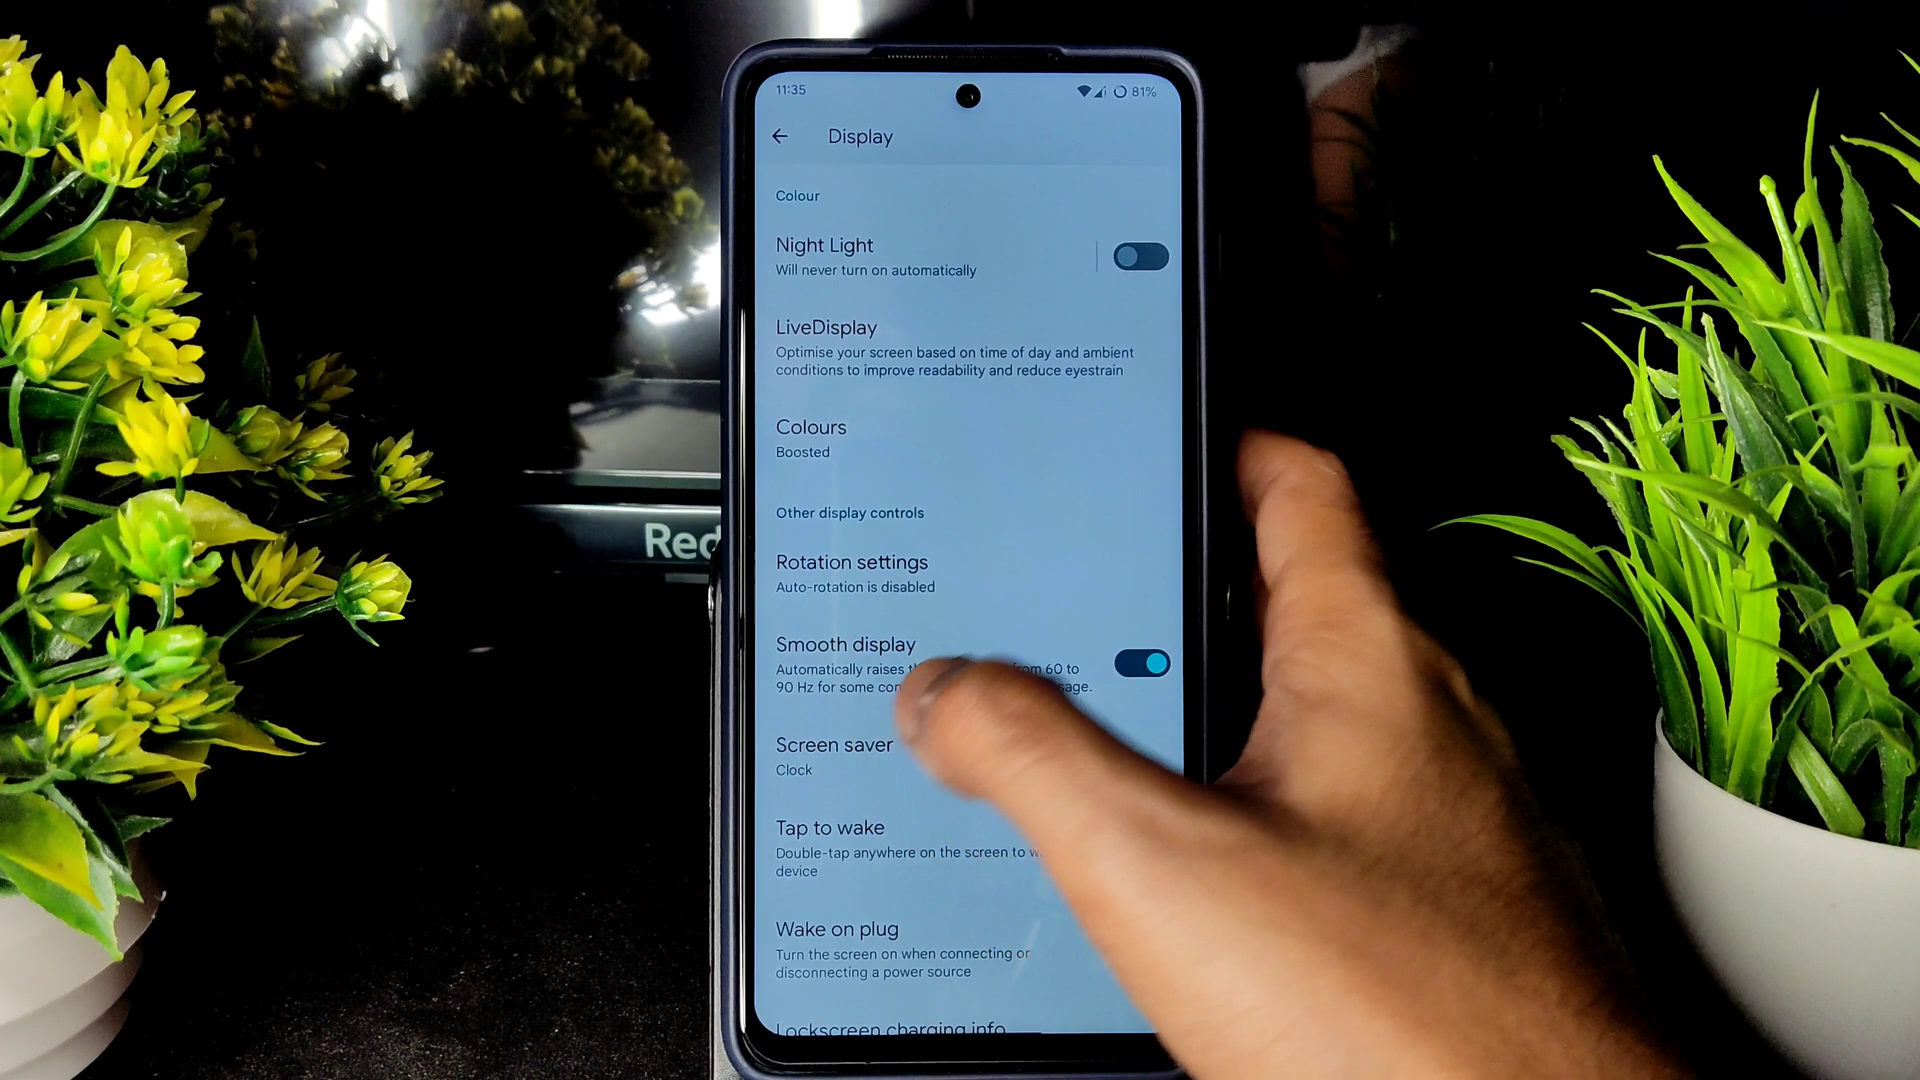 11:35
81%
Display
Colour
Night Light
Will never turn on automatically
LiveDisplay
Optimise your screen based on time of day and ambient
conditions to improve readability and reduce eyestrain
Colours
Boosted
Other display controls
Rotation settings
Auto-rotation is disabled
Smooth display
Automatically raises from 60 to
90 Hz for some
Screen saver
Clock
Tap to wake
Double-tap anywhere on the screen to
device
Wake on plug
Turn the screen on when connecting or
disconnecting a power source
Lockscreen charging info
Red